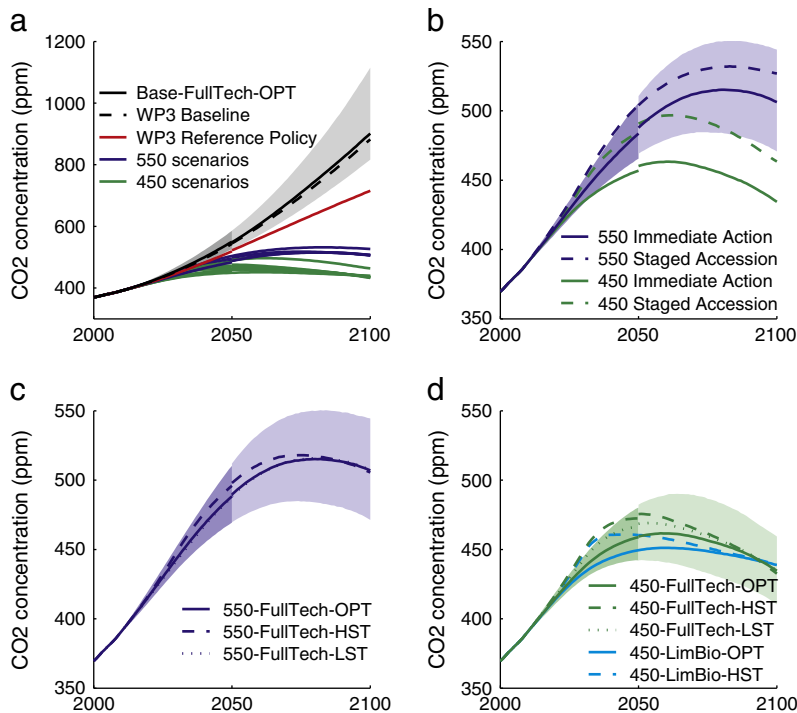 a
CO2 concentration (ppm)
1200
1000
800
600
400
2000
2050
2100
Base-FullTech-OPT
WP3 Baseline
WP3 Reference Policy
550 scenarios
450 scenarios
b
CO2 concentration (ppm)
550
500
450
400
350
2000
2050
2100
550 Immediate Action
550 Staged Accession
450 Immediate Action
450 Staged Accession
c
CO2 concentration (ppm)
550
500
450
400
350
2000
2050
2100
550-FullTech-OPT
550-FullTech-HST
550-FullTech-LST
d
CO2 concentration (ppm)
550
500
450
400
350
2000
2050
2100
450-FullTech-OPT
450-FullTech-HST
450-FullTech-LST
450-LimBio-OPT
450-LimBio-HST